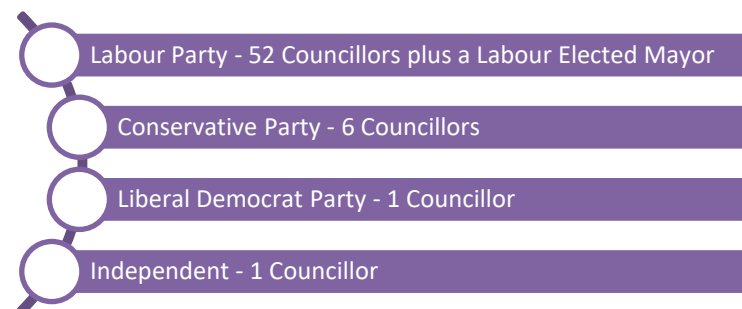 Labour Party - 52 Councillors plus a Labour Elected Mayor
Conservative Party - 6 Councillors
Liberal Democrat Party - 1 Councillor
Independent - 1 Councillor